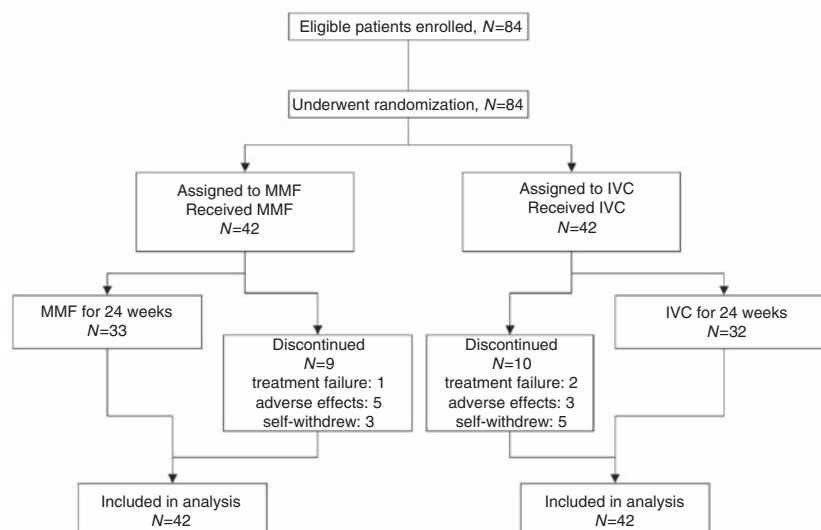 Eligible patients enrolled, N=84
Underwent randomization, N=84
Assigned to MMF
Received MMF
N=42
Assigned to IVC
Received IVC
N=42
MMF for 24 weeks
N=33
Discontinued
N=9
treatment failure: 1
adverse effects: 5
self-withdrew: 3
Discontinued
N=10
treatment failure: 2
adverse effects: 3
self-withdrew: 5
IVC for 24 weeks
N=32
Included in analysis
N=42
Included in analysis
N=42